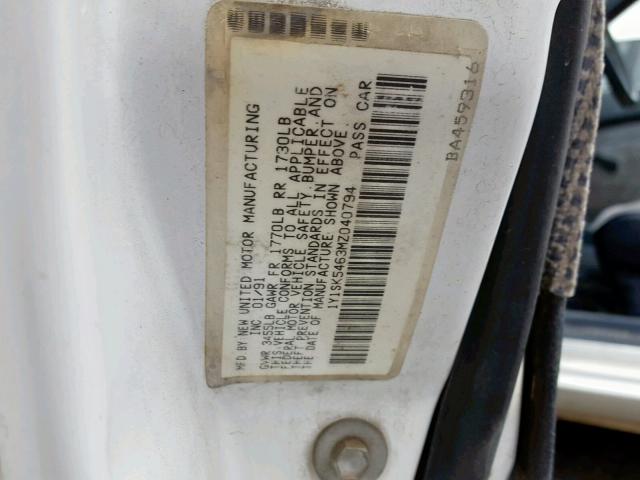 MFD BY NEW UNITED MOTOR MANUFACTURING
INC 01/91
GVWR 3455LB GAWR FR 1770LB RR 1730LB
THIS VEHICLE CONFORMS TO ALL APPLICABLE
FEDERAL MOTOR VEHICLE SAFETY, BUMPER, AND
THEFT PREVENTION STANDARDS IN EFFECT ON
THE DATE OF MANUFACTURE SHOWN ABOVE.
1Y1SK5463MZ040794 PASS CAR
BA459316